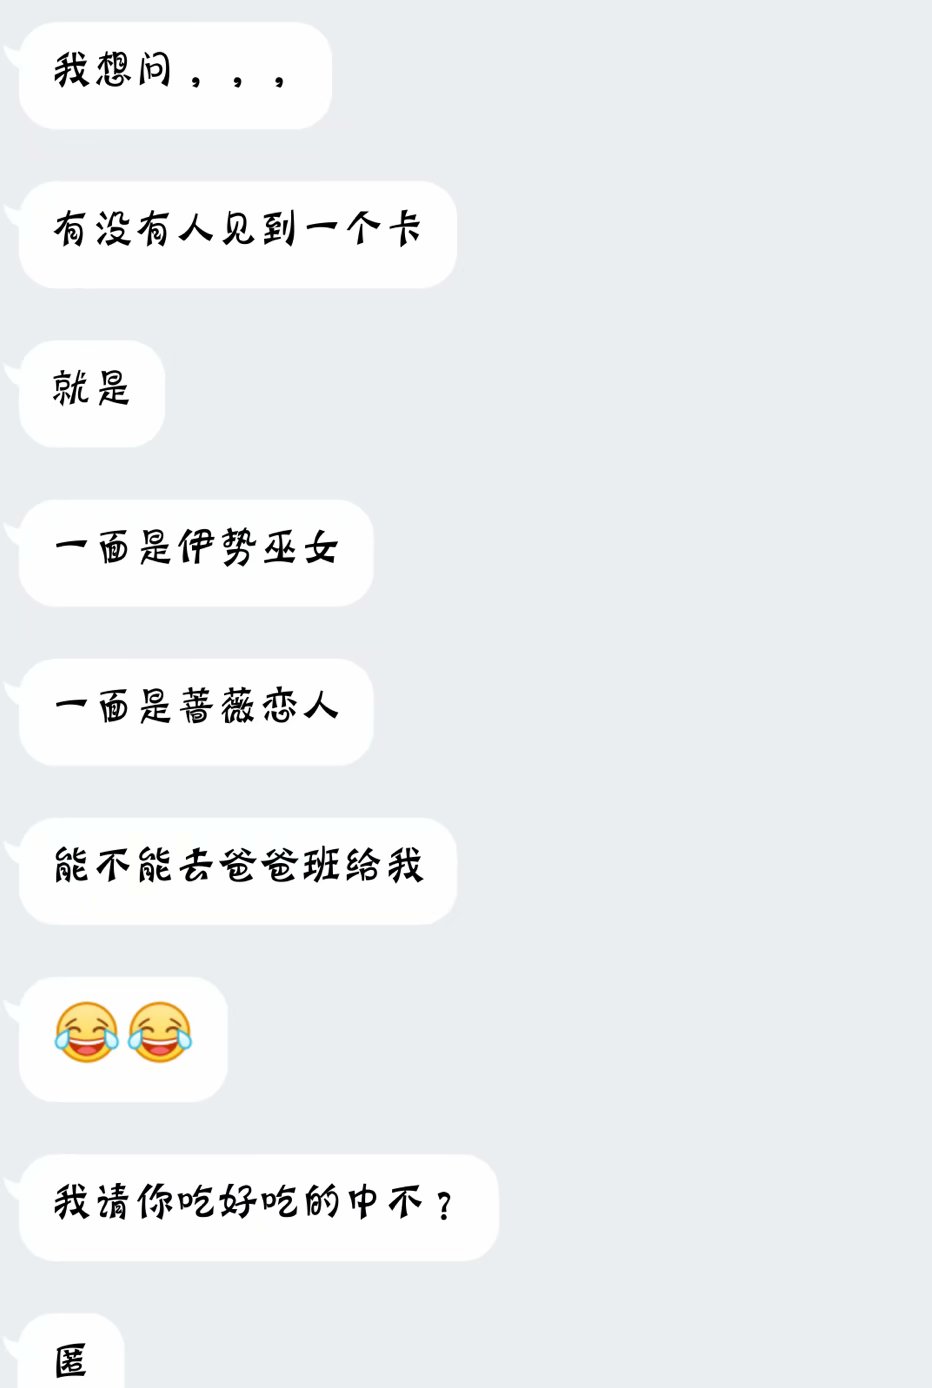 我想问，，，
有没有人见到一个卡
就是
一面是伊势巫女
一面是蔷薇恋人
能不能去爸爸班给我
😂😂
我请你吃好吃的中不？
匿